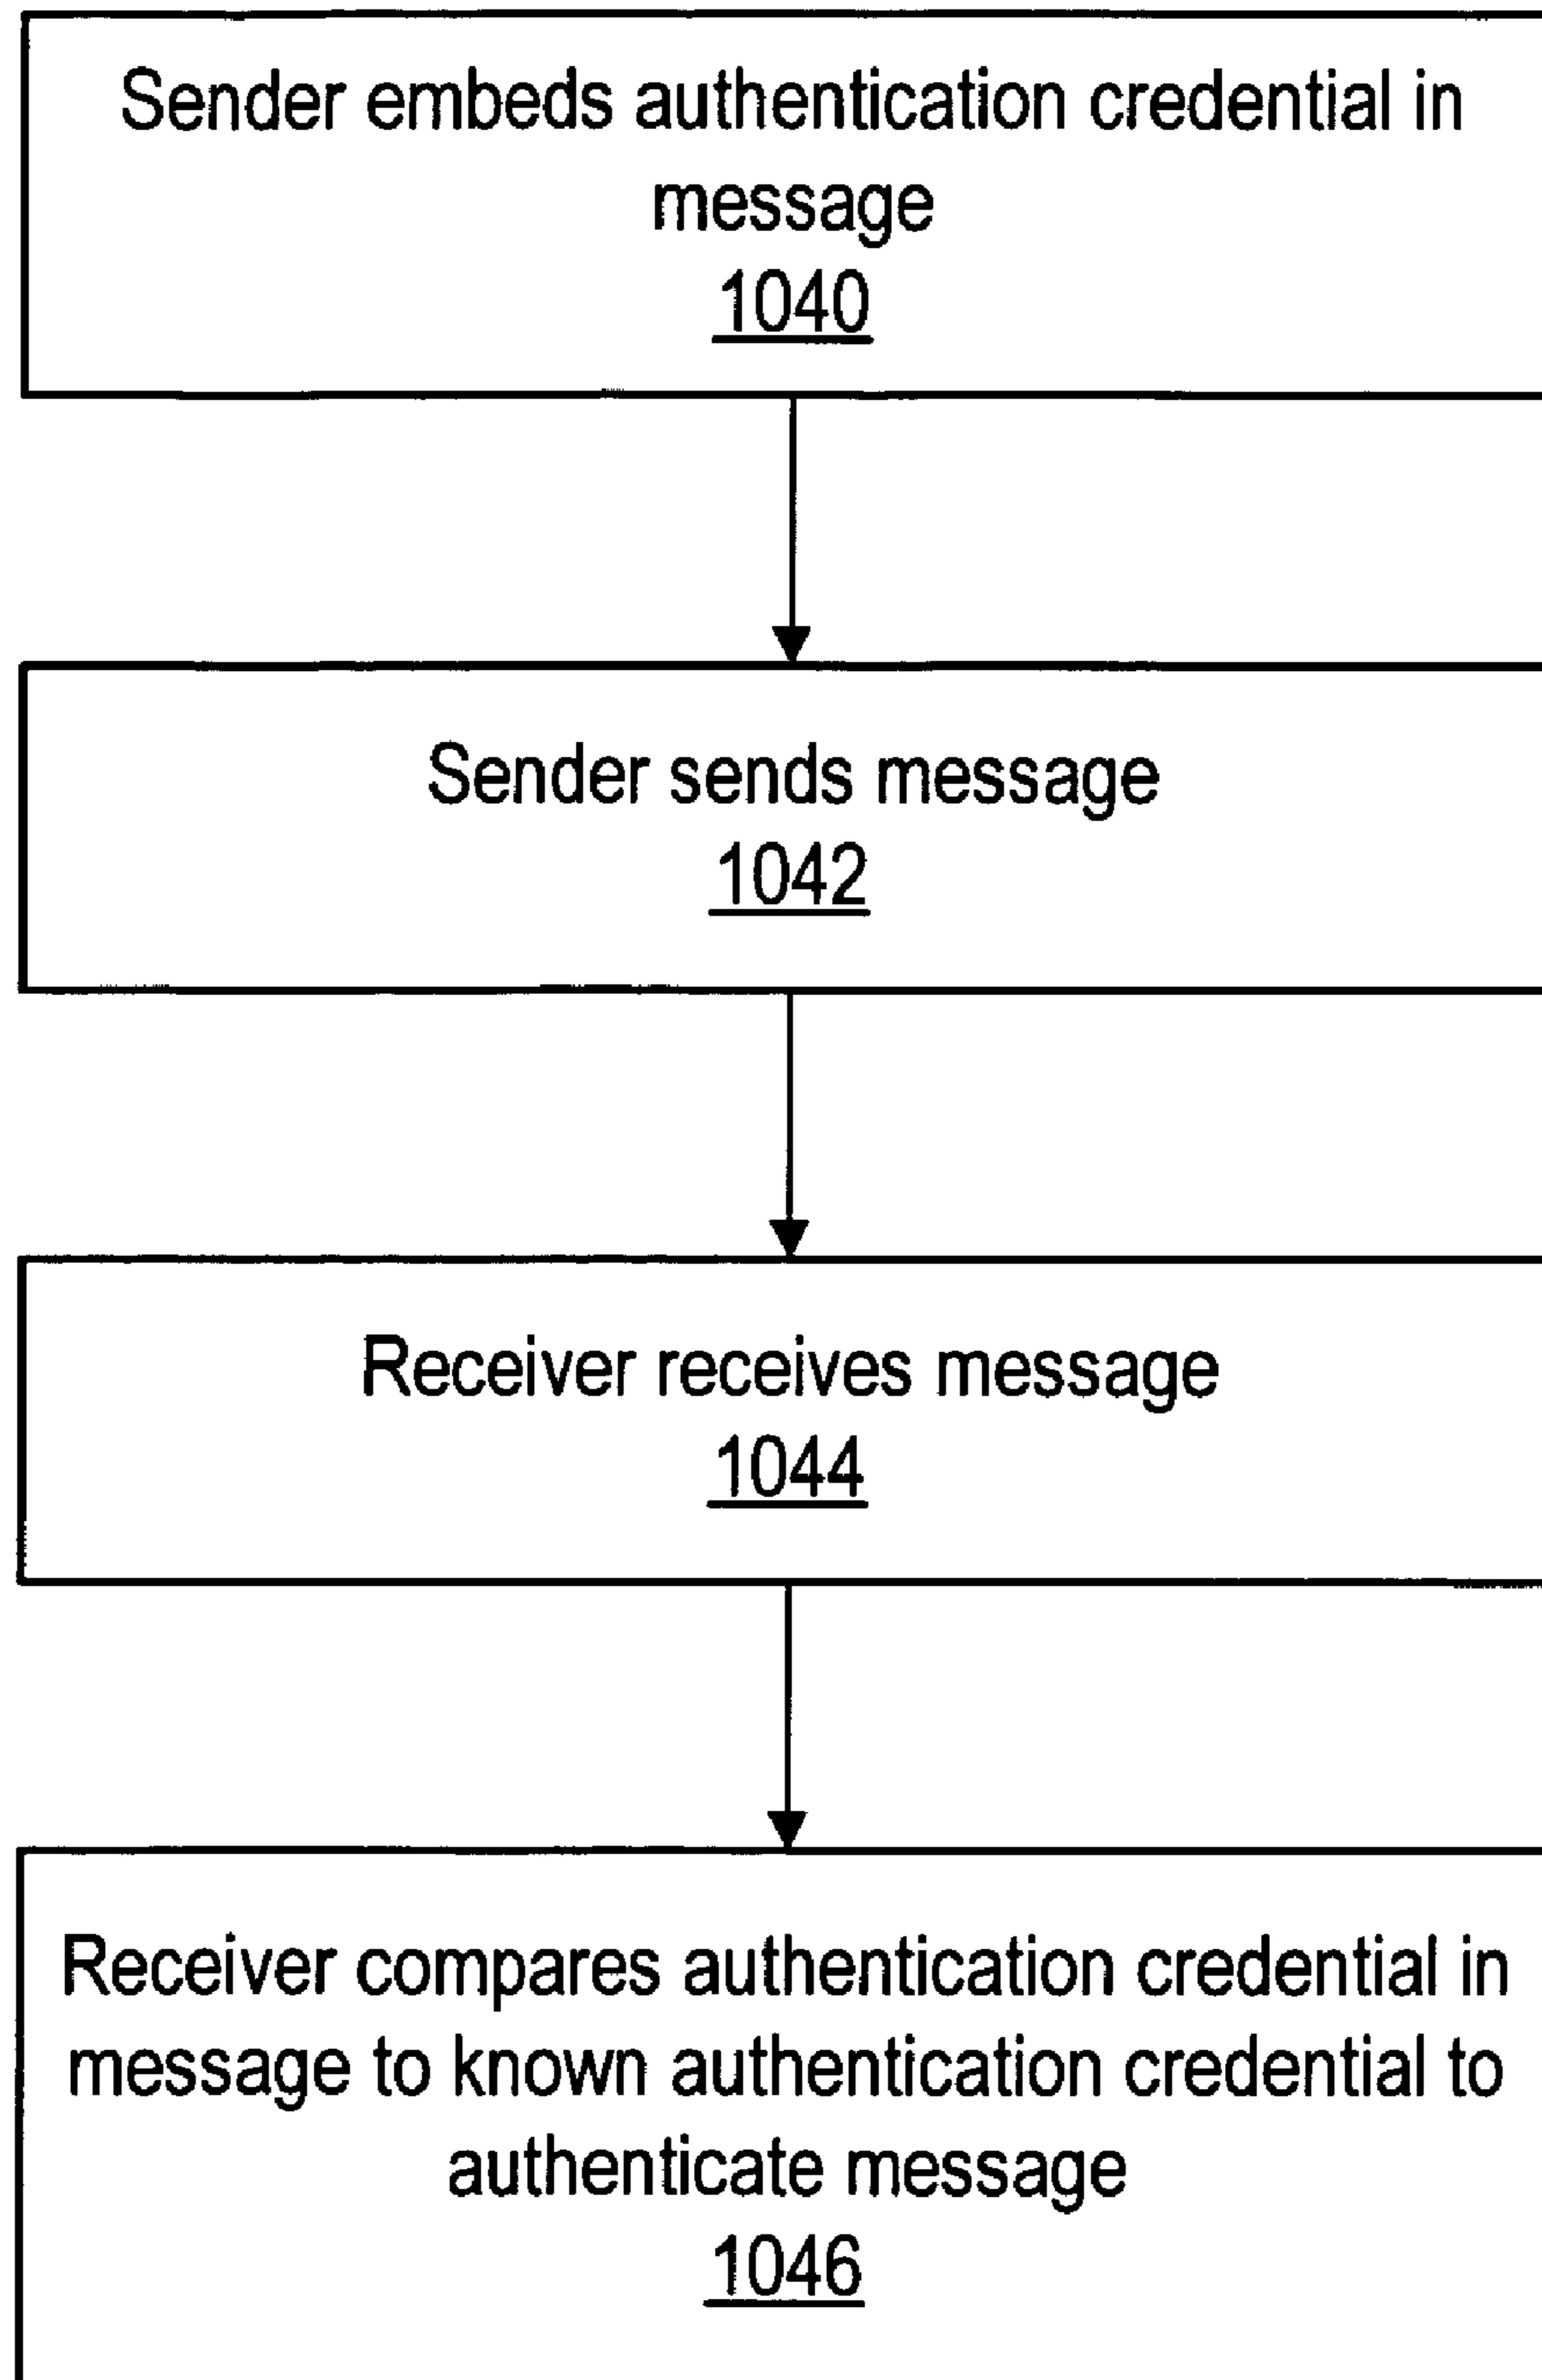 Sender embeds authentication credential in
message
1040
Sender sends message
1042
Receiver receives message
1044
Receiver compares authentication credential in
message to known authentication credential to
authenticate message
1046